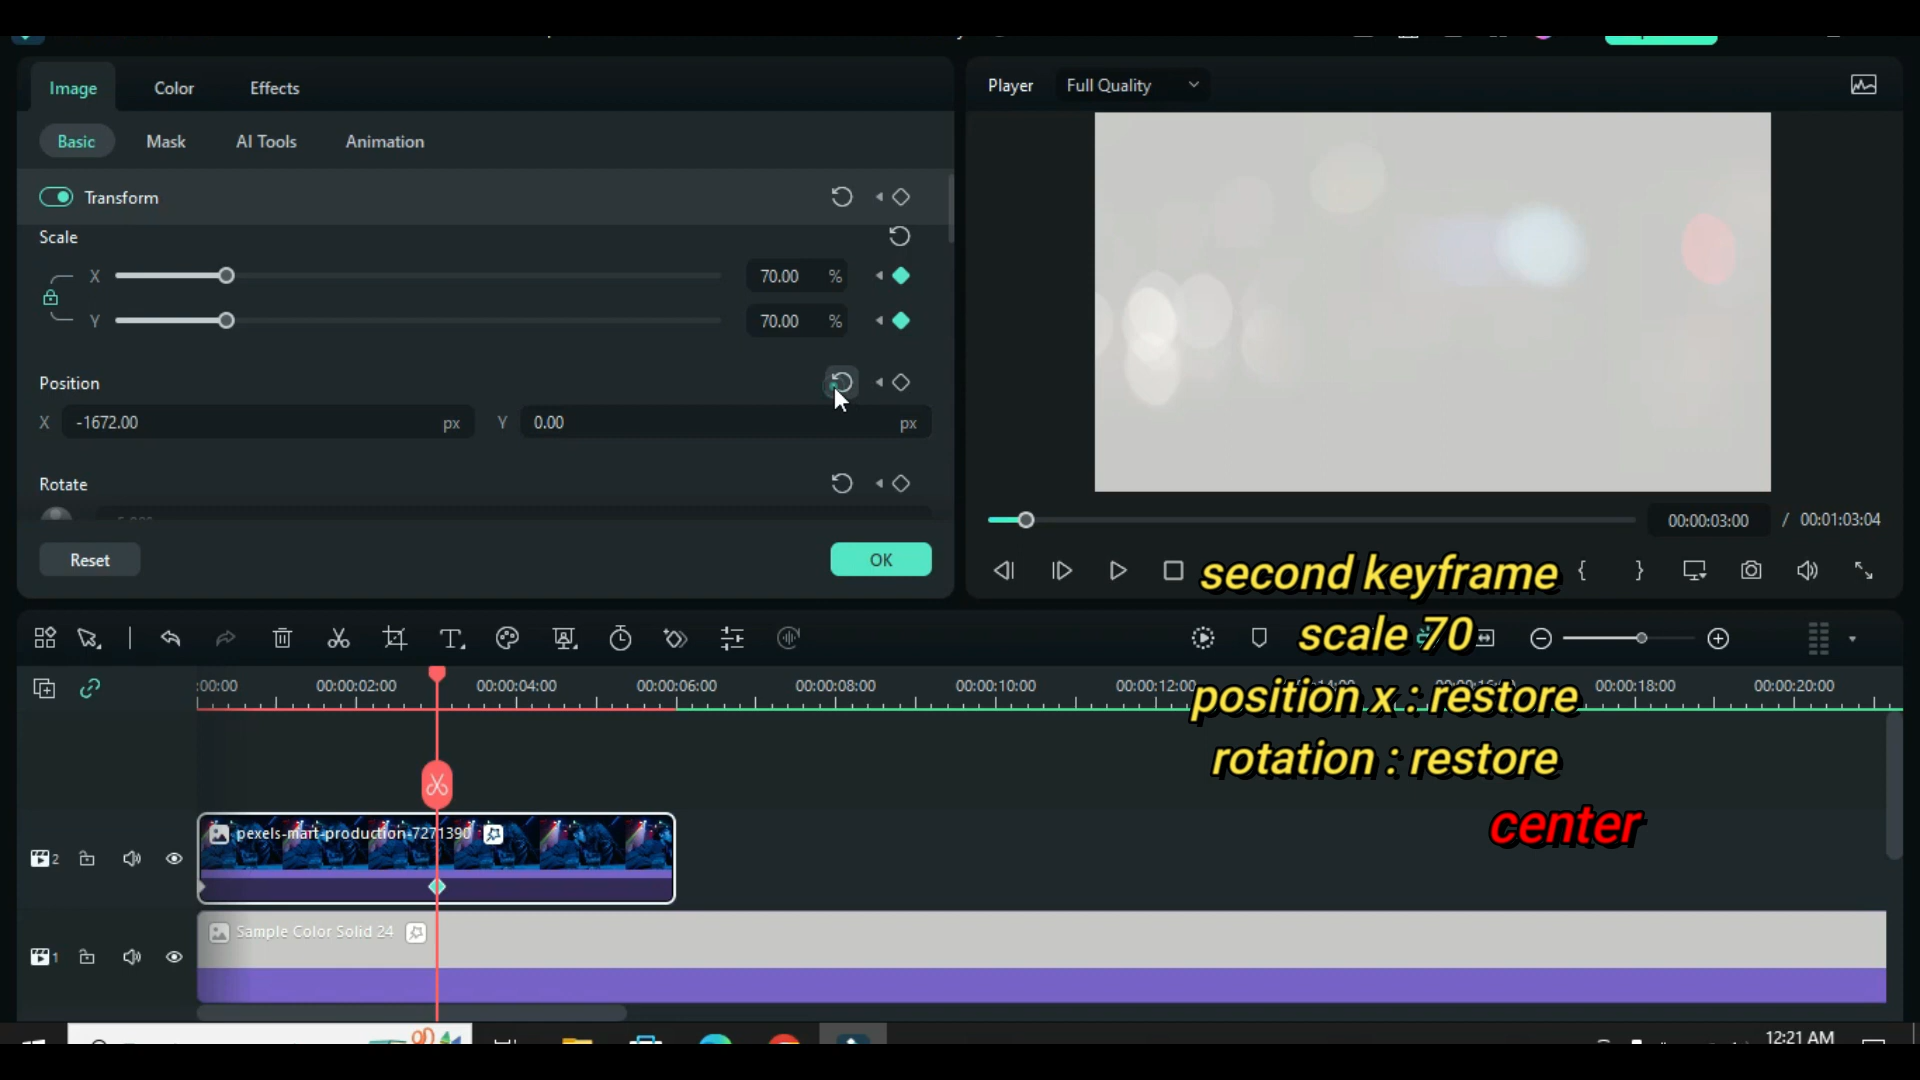 Image
Color
Effects
Player
Full Quality
Basic
Mask
AI Tools
Animation
Transform
Scale
X
70.00
%
Y
70.00
%
Position
X
-1672.00
px
Y
0.00
px
Rotate
Reset
OK
00:00:03:00
/
00:01:03:04
second keyframe
scale 70
position x : restore
rotation : restore
center
:00:00
00:00:02:00
00:00:04:00
00:00:06:00
00:00:08:00
00:00:10:00
00:00:12:00
00:00:18:00
00:00:20:00
pexels-mart-production-7271390
2
Sample Color Solid 24
1
12:21 AM